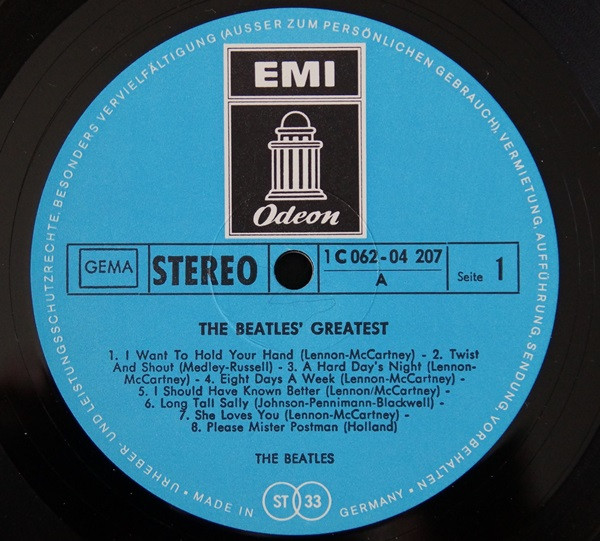 URHEBER- UND LEISTUNGSSCHUTZRECHTE, BESONDERS VERVIELFÄLTIGUNG (AUSSER ZUM PERSÖNLICHEN GEBRAUCH), VERMIETUNG, AUFFÜHRUNG, SENDUNG, VORBEHALTEN
EMI
Odeon
GEMA
STEREO
1 C 062-04 207
A
Seite 1
THE BEATLES' GREATEST
1. I Want To Hold Your Hand (Lennon-McCartney) - 2. Twist
And Shout (Medley-Russell) - 3. A Hard Day's Night (Lennon-
McCartney) - 4. Eight Days A Week (Lennon-McCartney) -
5. I Should Have Known Better (Lennon/McCartney) -
6. Long Tall Sally (Johnson-Pennimann-Blackwell) -
7. She Loves You (Lennon-McCartney) -
8. Please Mister Postman (Holland)
THE BEATLES
• MADE IN GERMANY •
ST 33